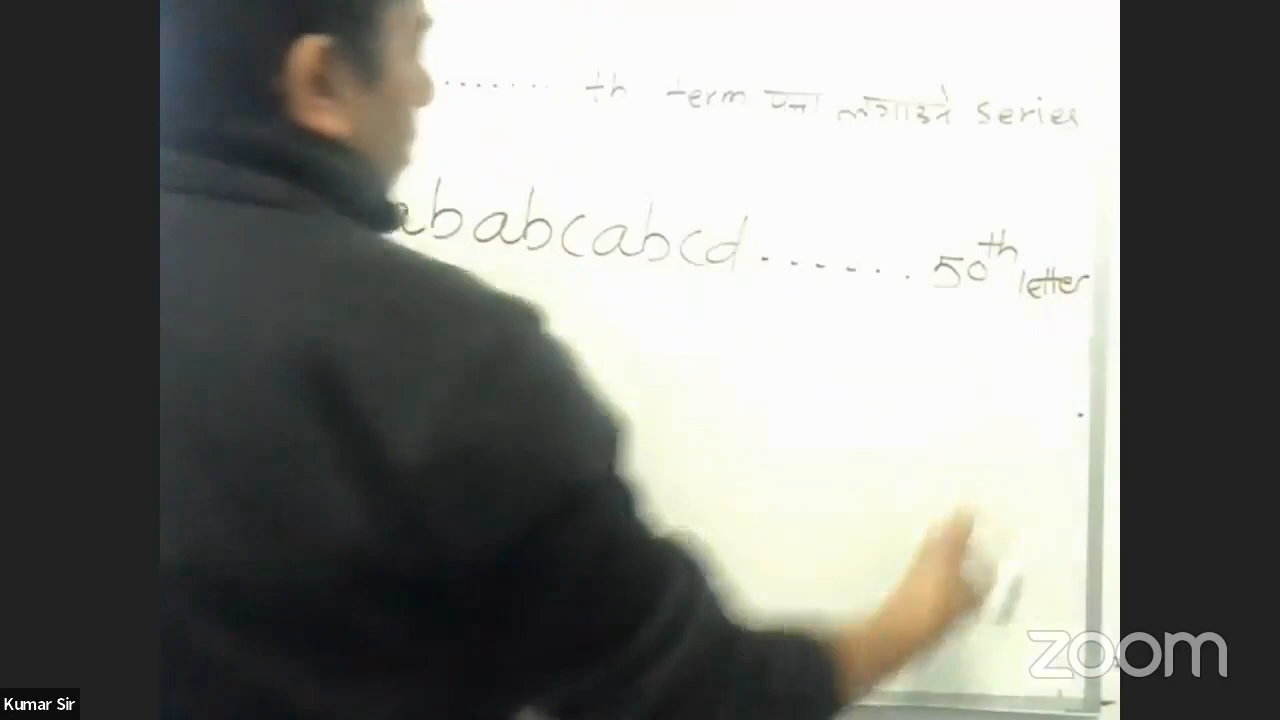 ....... th term पत्ता लगाउने series
ababcabcd....... 50th letter
zoom
Kumar Sir